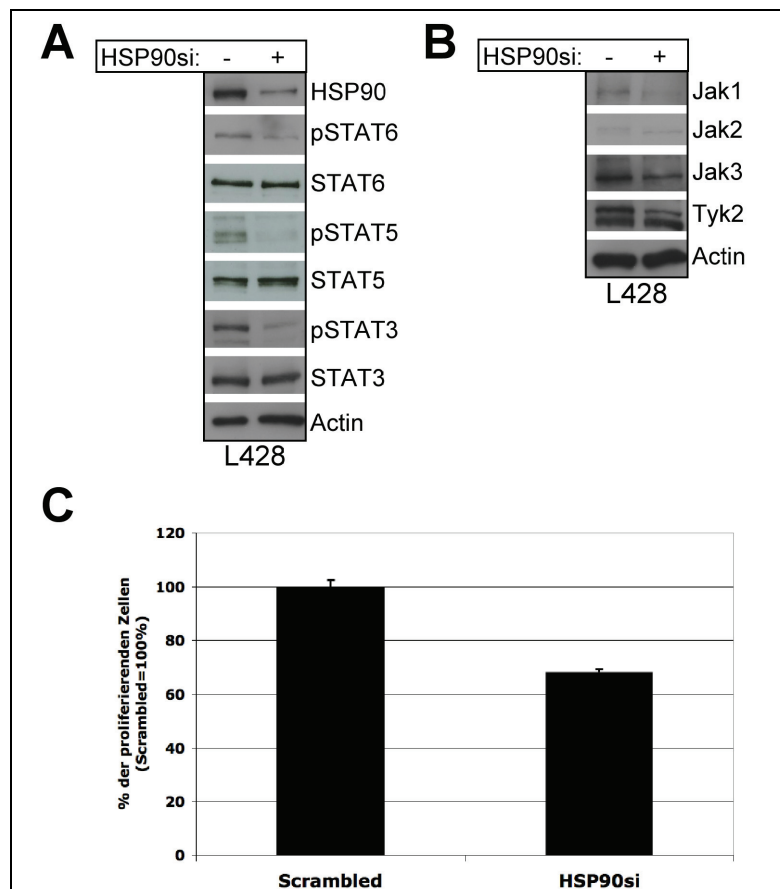 A
HSP90si: - +
HSP90
pSTAT6
STAT6
pSTAT5
STAT5
pSTAT3
STAT3
Actin
L428
B
HSP90si: - +
Jak1
Jak2
Jak3
Tyk2
Actin
L428
C
% der proliferierenden Zellen
(Scrambled=100%)
120
100
80
60
40
20
0
Scrambled HSP90si